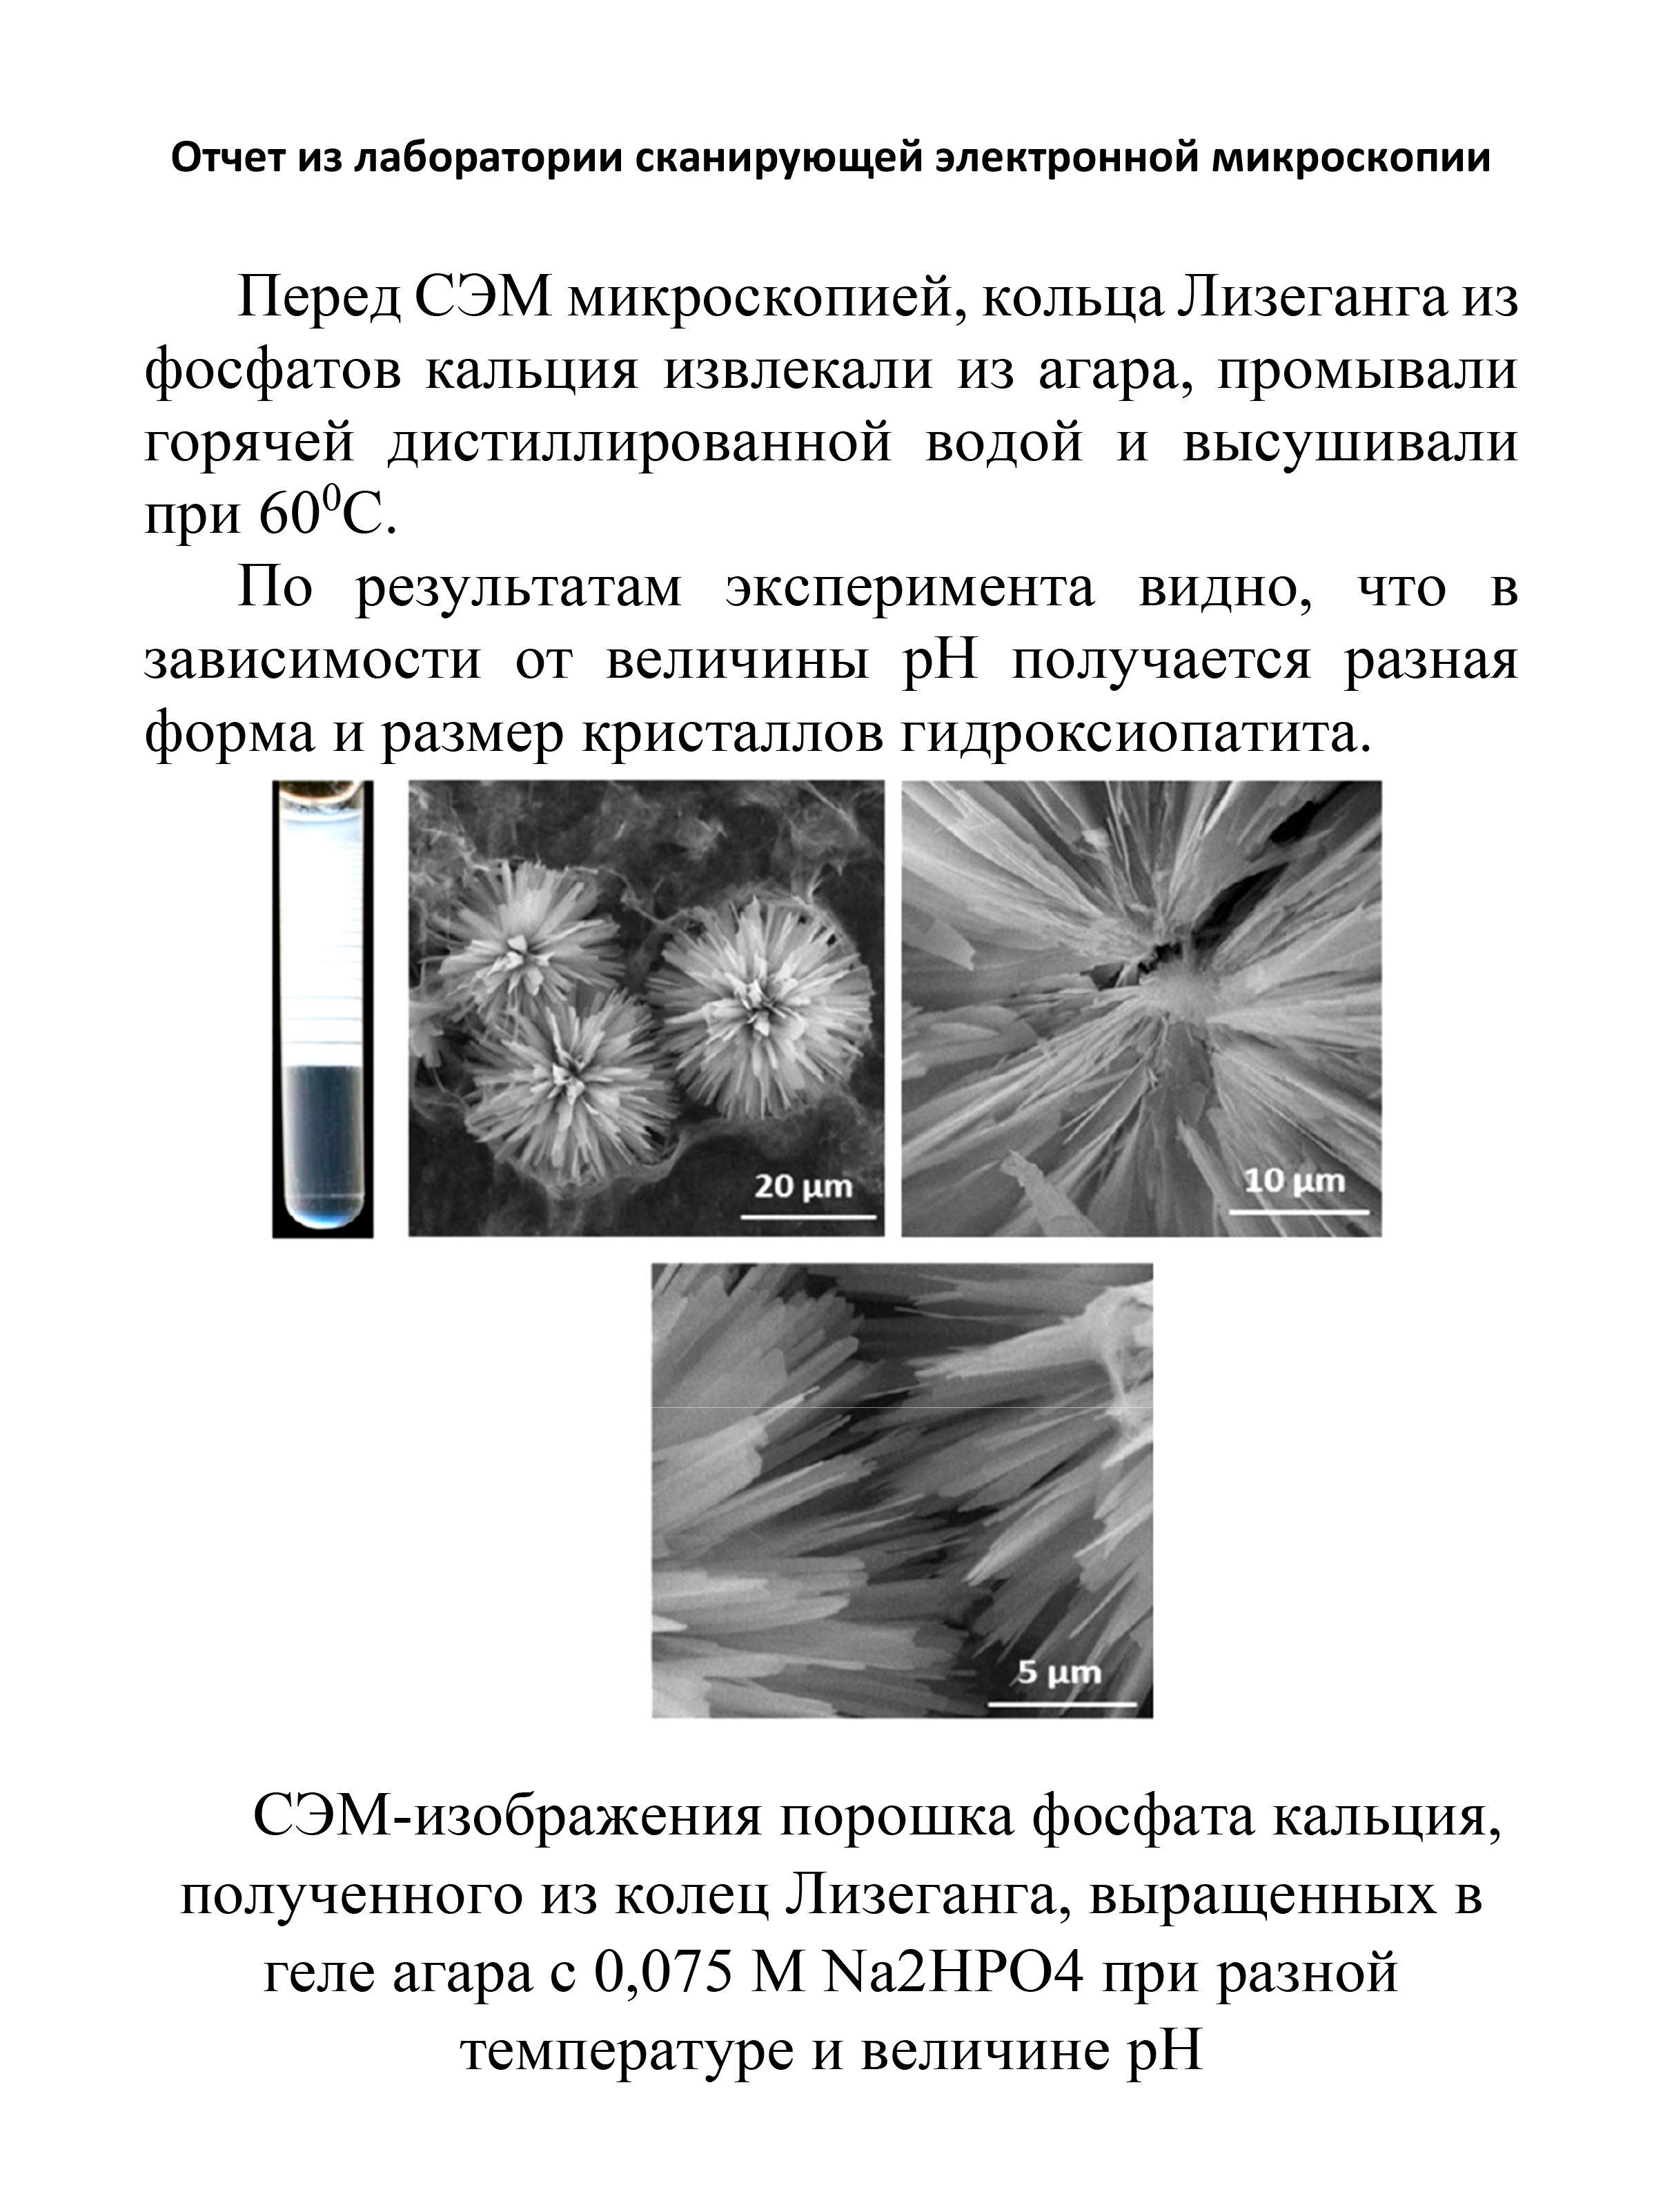 Отчет из лаборатории сканирующей электронной микроскопии
Перед СЭМ микроскопией, кольца Лизеганга из
фосфатов кальция извлекали из агара, промывали
горячей дистиллированной водой и высушивали
при 60⁰С.
По результатам эксперимента видно, что в
зависимости от величины рН получается разная
форма и размер кристаллов гидроксиопатита.
20 µm
10 µm
5 µm
СЭМ-изображения порошка фосфата кальция,
полученного из колец Лизеганга, выращенных в
геле агара с 0,075 М Na2HPO4 при разной
температуре и величине рН